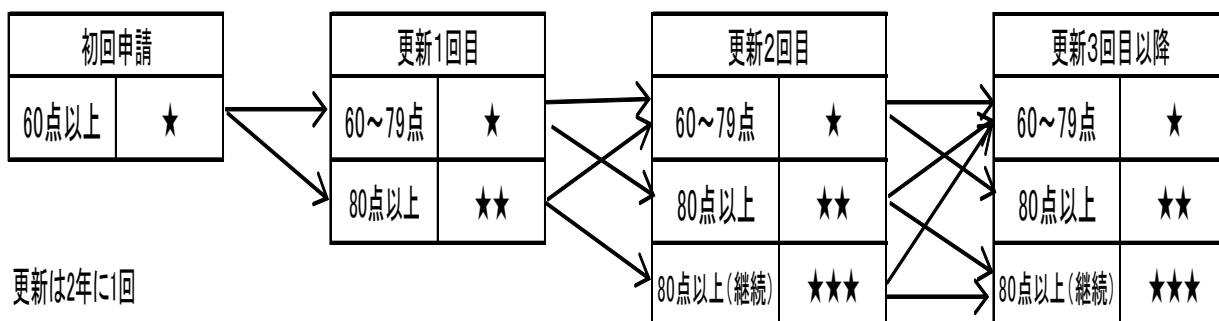 初回申請
60点以上 ★
更新1回目
60～79点 ★
80点以上 ★★
更新2回目
60～79点 ★
80点以上 ★★
80点以上(継続) ★★★
更新3回目以降
60～79点 ★
80点以上 ★★
80点以上(継続) ★★★
更新は2年に1回